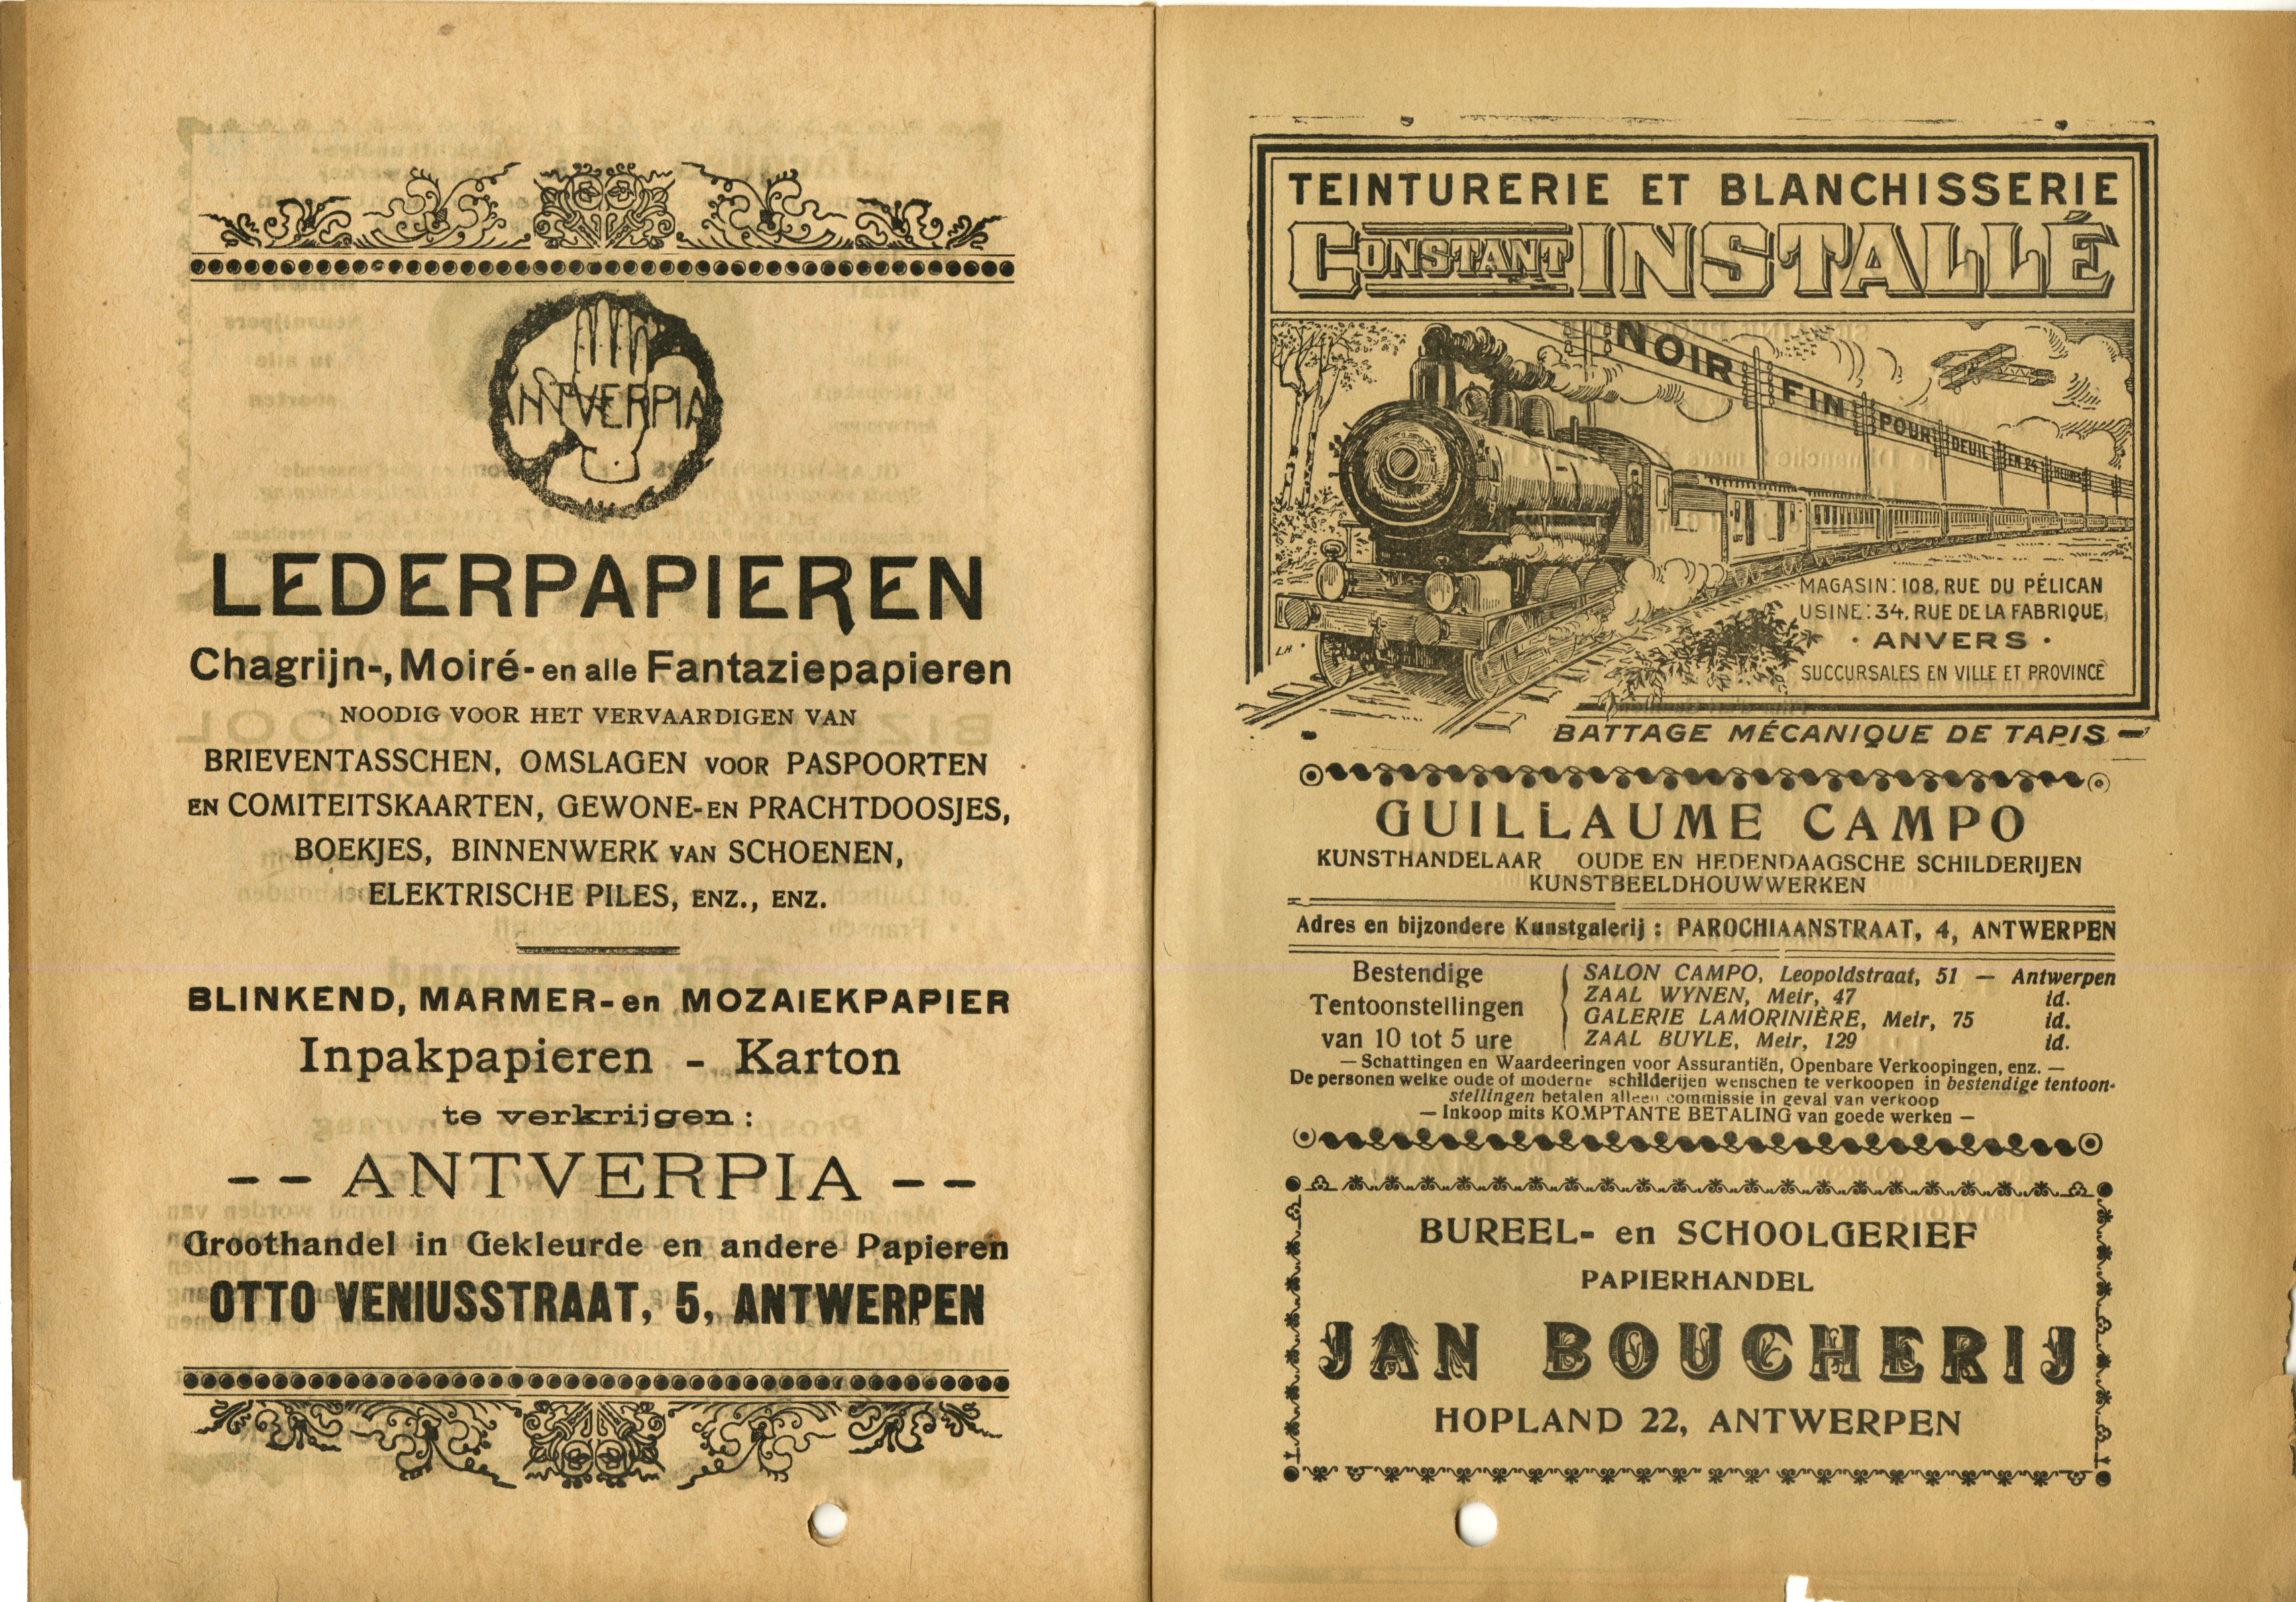 ANTVERPIA
LEDERPAPIEREN
Chagrijn-, Moiré- en alle Fantaziepapieren
NOODIG VOOR HET VERVAARDIGEN VAN
BRIEVENTASSCHEN, OMSLAGEN VOOR PASPOORTEN
EN COMITEITSKAARTEN, GEWONE- EN PRACHTDOOSJES,
BOEKJES, BINNENWERK VAN SCHOENEN,
ELEKTRISCHE PILES, ENZ., ENZ.
BLINKEND, MARMER- en MOZAIEKPAPIER
Inpakpapieren - Karton
te verkrijgen:
-- ANTVERPIA --
Groothandel in Gekleurde en andere Papieren
OTTO VENIUSSTRAAT, 5, ANTWERPEN
TEINTURERIE ET BLANCHISSERIE
CONSTANT INSTALLÉ
NOIR FIN POUR DEUIL EN 24 HEURES
MAGASIN: 108, RUE DU PÉLICAN
USINE: 34, RUE DE LA FABRIQUE,
· ANVERS ·
SUCCURSALES EN VILLE ET PROVINCE
L.H.
BATTAGE MÉCANIQUE DE TAPIS
GUILLAUME CAMPO
KUNSTHANDELAAR OUDE EN HEDENDAAGSCHE SCHILDERIJEN
KUNSTBEELDHOUWWERKEN
Adres en bijzondere Kunstgalerij : PAROCHIAANSTRAAT, 4, ANTWERPEN
Bestendige
Tentoonstellingen
van 10 tot 5 ure
SALON CAMPO, Leopoldstraat, 51 — Antwerpen
ZAAL WYNEN, Meir, 47 id.
GALERIE LAMORINIÈRE, Meir, 75 id.
ZAAL BUYLE, Meir, 129 id.
— Schattingen en Waardeeringen voor Assurantiën, Openbare Verkoopingen, enz. —
De personen welke oude of moderne schilderijen wenschen te verkoopen in bestendige tentoon-
stellingen betalen alleen commissie in geval van verkoop
— Inkoop mits KOMPTANTE BETALING van goede werken —
BUREEL- en SCHOOLGERIEF
PAPIERHANDEL
JAN BOUCHERIJ
HOPLAND 22, ANTWERPEN